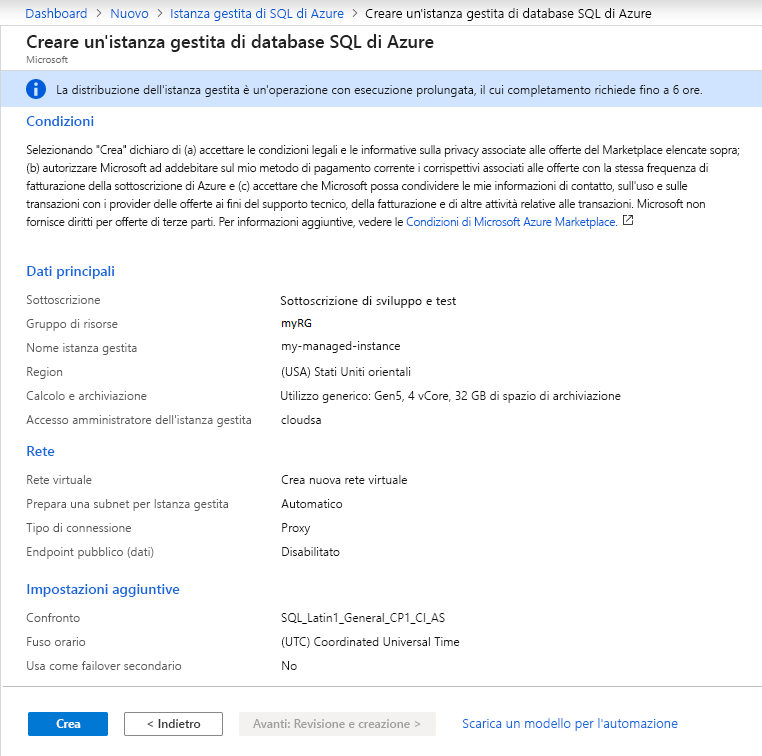 Dashboard > Nuovo > Istanza gestita di SQL di Azure > Creare un'istanza gestita di database SQL di Azure
Creare un'istanza gestita di database SQL di Azure
Microsoft
La distribuzione dell'istanza gestita è un'operazione con esecuzione prolungata, il cui completamento richiede fino a 6 ore.
Condizioni
Selezionando "Crea" dichiaro di (a) accettare le condizioni legali e le informative sulla privacy associate alle offerte del Marketplace elencate sopra;
(b) autorizzare Microsoft ad addebitare sul mio metodo di pagamento corrente i corrispettivi associati alle offerte con la stessa frequenza di
fatturazione della sottoscrizione di Azure e (c) accettare che Microsoft possa condividere le mie informazioni di contatto, sull'uso e sulle
transazioni con i provider delle offerte ai fini del supporto tecnico, della fatturazione e di altre attività relative alle transazioni. Microsoft non
fornisce diritti per offerte di terze parti. Per informazioni aggiuntive, vedere le Condizioni di Microsoft Azure Marketplace.
Dati principali
Sottoscrizione Sottoscrizione di sviluppo e test
Gruppo di risorse myRG
Nome istanza gestita my-managed-instance
Region (USA) Stati Uniti orientali
Calcolo e archiviazione Utilizzo generico: Gen5, 4 vCore, 32 GB di spazio di archiviazione
Accesso amministratore dell'istanza gestita cloudsa
Rete
Rete virtuale Crea nuova rete virtuale
Prepara una subnet per Istanza gestita Automatico
Tipo di connessione Proxy
Endpoint pubblico (dati) Disabilitato
Impostazioni aggiuntive
Confronto SQL_Latin1_General_CP1_CI_AS
Fuso orario (UTC) Coordinated Universal Time
Usa come failover secondario No
Crea < Indietro Avanti: Revisione e creazione > Scarica un modello per l'automazione